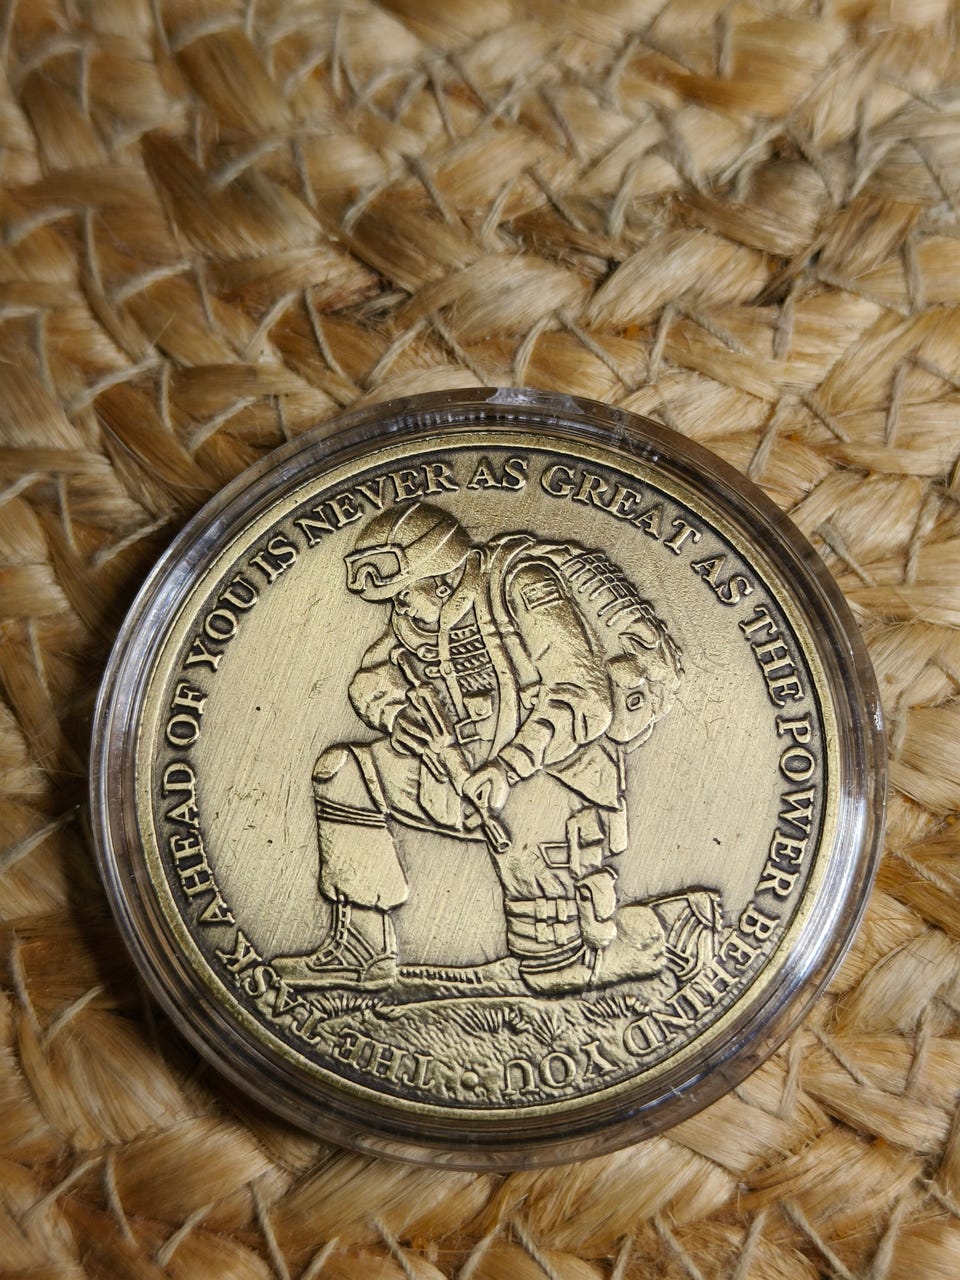 THE TASK AHEAD OF YOU IS NEVER AS GREAT AS THE POWER BEHIND YOU